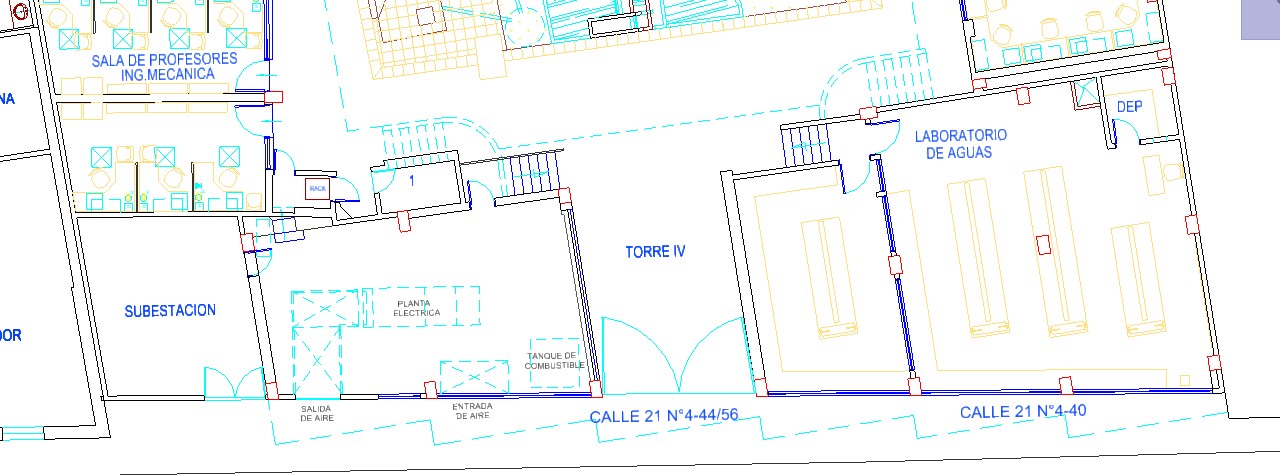 SALA DE PROFESORES
ING.MECANICA
NA
DEP
LABORATORIO
DE AGUAS
RACK
1
TORRE IV
SUBESTACION
PLANTA
ELECTRICA
OOR
TANQUE DE
COMBUSTIBLE
SALIDA
DE AIRE
ENTRADA
DE AIRE
CALLE 21 N°4-44/56
CALLE 21 N°4-40